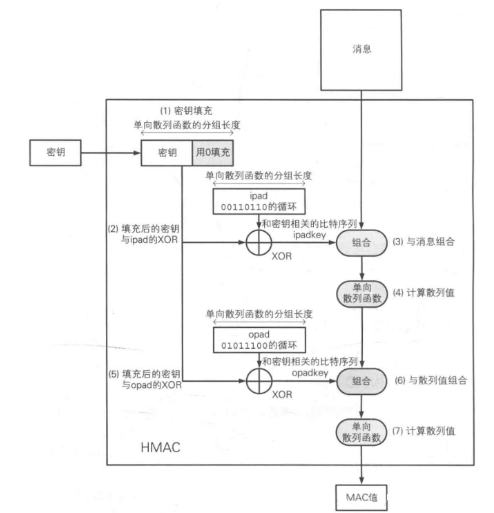 消息
(1) 密钥填充
单向散列函数的分组长度
密钥
密钥
用0填充
单向散列函数的分组长度
ipad
00110110的循环
(2) 填充后的密钥
与ipad的XOR
和密钥相关的比特序列
ipadkey
XOR
组合
(3) 与消息组合
单向
散列函数
(4) 计算散列值
单向散列函数的分组长度
opad
01011100的循环
(5) 填充后的密钥
与opad的XOR
和密钥相关的比特序列
opadkey
XOR
组合
(6) 与散列值组合
单向
散列函数
(7) 计算散列值
HMAC
MAC值